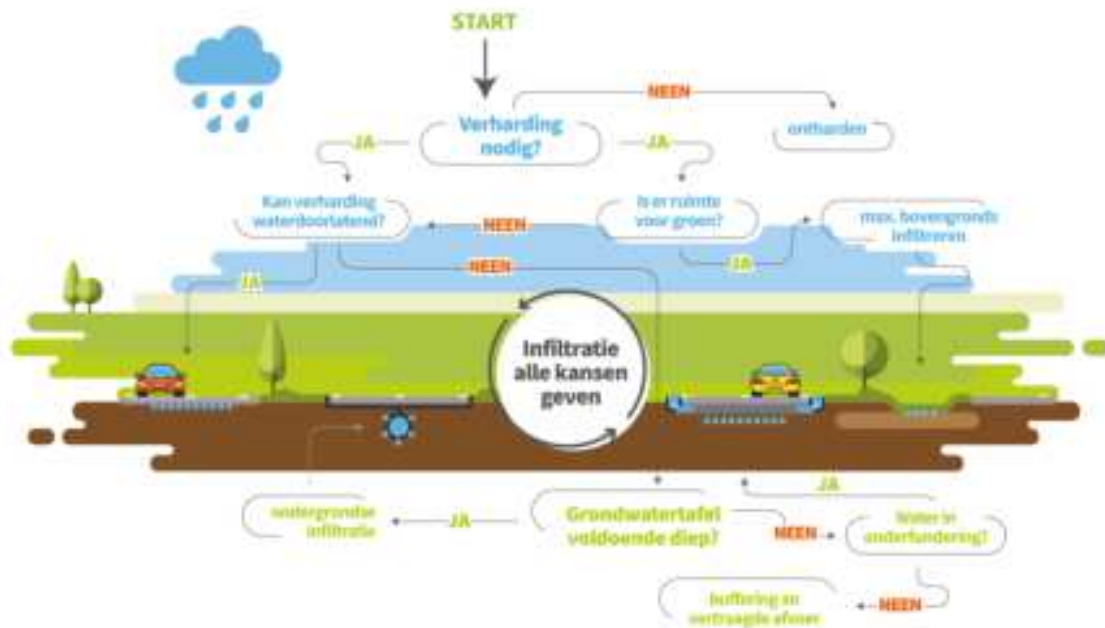 START
NEEN
Verharding
nodig?
ontharden
JA
JA
Kan verharding
waterdoorlatend?
NEEN
Is er ruimte
voor groen?
max. bovengronds
infiltreren
JA
NEEN
JA
Infiltratie
alle kansen
geven
JA
ondergrondse
infiltratie
JA
Grondwatertafel
voldoende diep?
NEEN
Water in
onderfundering?
buffering en
vertraagde afvoer
NEEN